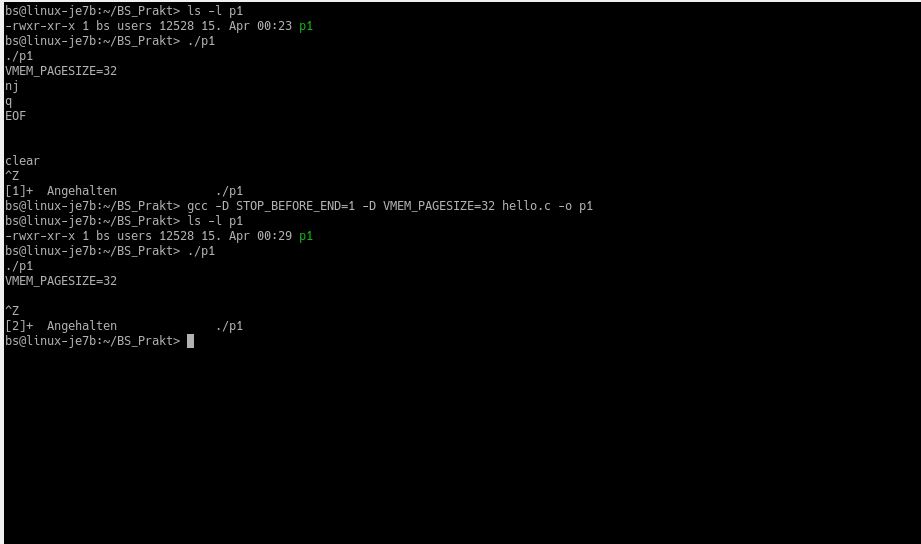 bs@linux-je7b:~/BS_Prakt> ls -l p1
-rwxr-xr-x 1 bs users 12528 15. Apr 00:23 p1
bs@linux-je7b:~/BS_Prakt> ./p1
./p1
VMEM_PAGESIZE=32
nj
q
EOF
clear
^Z
[1]+  Angehalten              ./p1
bs@linux-je7b:~/BS_Prakt> gcc -D STOP_BEFORE_END=1 -D VMEM_PAGESIZE=32 hello.c -o p1
bs@linux-je7b:~/BS_Prakt> ls -l p1
-rwxr-xr-x 1 bs users 12528 15. Apr 00:29 p1
bs@linux-je7b:~/BS_Prakt> ./p1
./p1
VMEM_PAGESIZE=32
^Z
[2]+  Angehalten              ./p1
bs@linux-je7b:~/BS_Prakt>